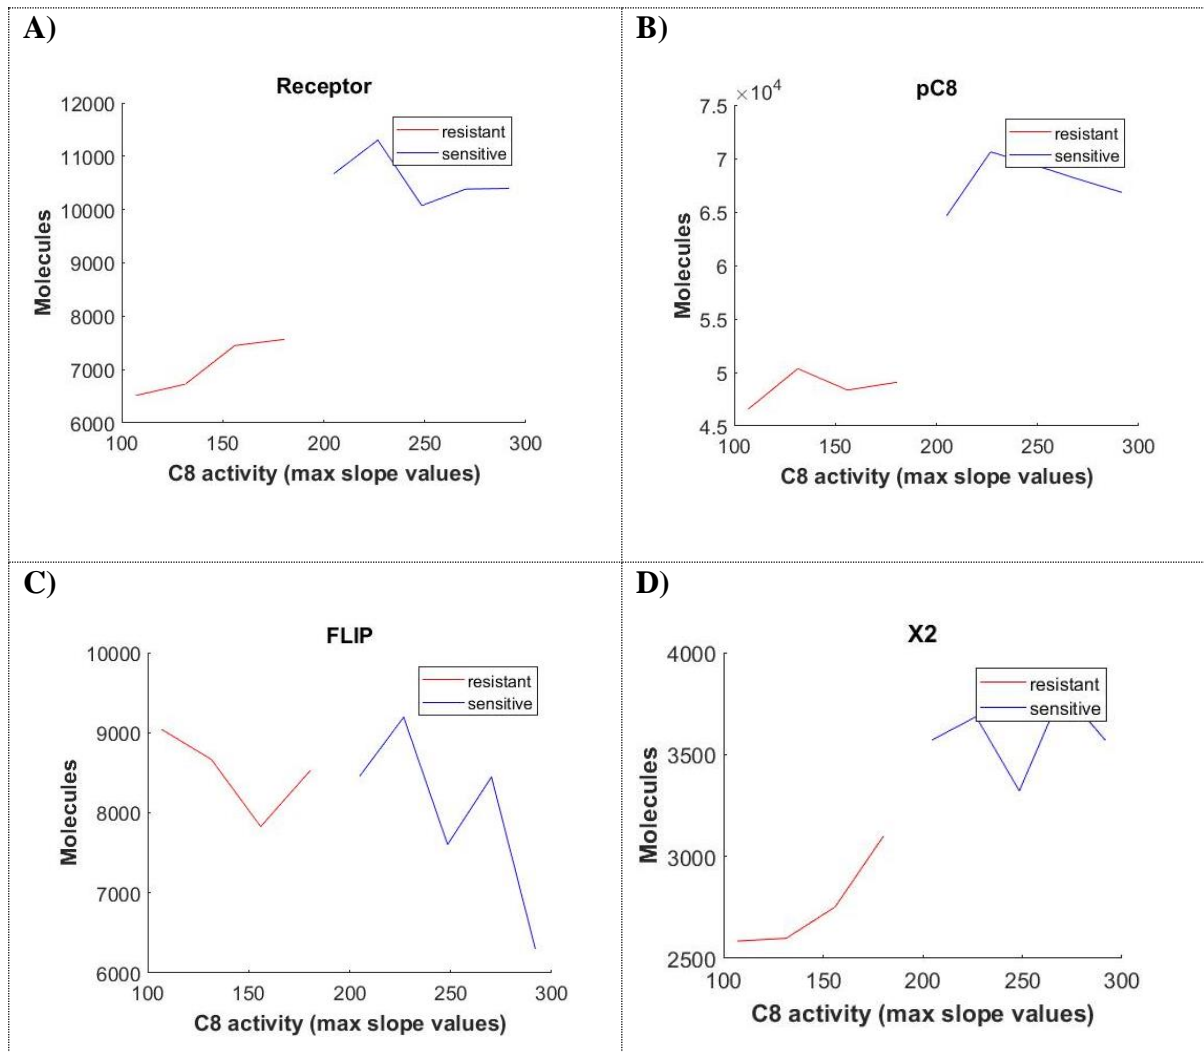 A)
Receptor
12000
11000
10000
9000
8000
7000
6000
Molecules
resistant
sensitive
100 150 200 250 300
C8 activity (max slope values)
B)
pC8
×10⁴
7.5
7
6.5
6
5.5
5
4.5
Molecules
resistant
sensitive
100 150 200 250 300
C8 activity (max slope values)
C)
FLIP
10000
9000
8000
7000
6000
Molecules
resistant
sensitive
100 150 200 250 300
C8 activity (max slope values)
D)
X2
4000
3500
3000
2500
Molecules
resistant
sensitive
100 150 200 250 300
C8 activity (max slope values)